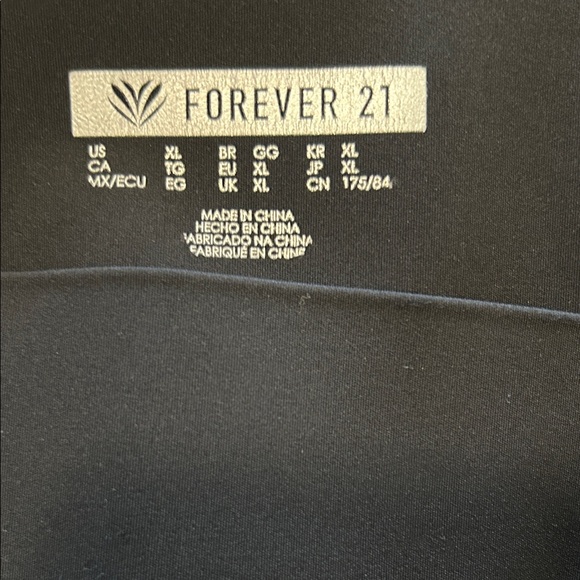 FOREVER 21
US XL BR GG KR XL
CA TG EU XL JP XL
MX/ECU EG UK XL CN 175/84
MADE IN CHINA
HECHO EN CHINA
FABRICADO NA CHINA
FABRIQUÉ EN CHINE